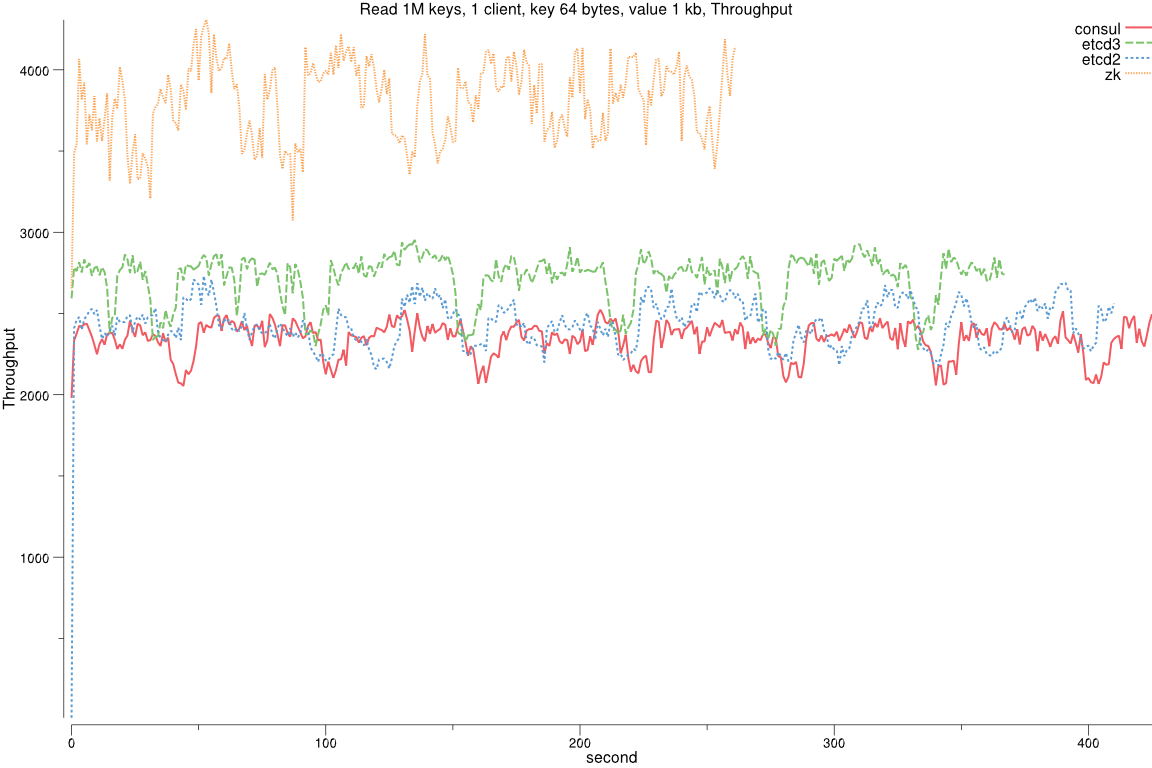 Read 1M keys, 1 client, key 64 bytes, value 1 kb, Throughput
consul
etcd3
etcd2
zk
4000
3000
2000
1000
Throughput
0
100
200
300
400
second